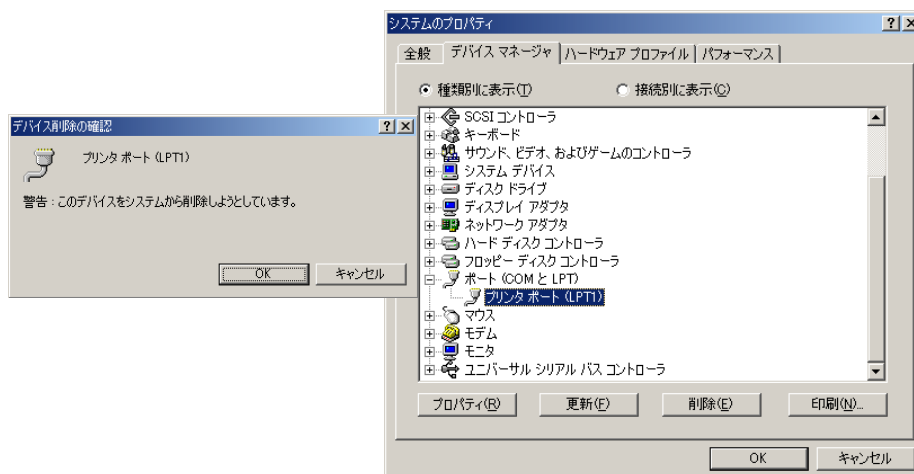 システムのプロパティ
全般 デバイス マネージャ ハードウェア プロファイル パフォーマンス
種類別に表示(T) 接続別に表示(C)
SCSI コントローラ
キーボード
サウンド、ビデオ、およびゲームのコントローラ
システム デバイス
ディスク ドライブ
ディスプレイ アダプタ
ネットワーク アダプタ
ハード ディスク コントローラ
フロッピー ディスク コントローラ
ポート (COM と LPT)
プリンタ ポート (LPT1)
マウス
モデム
モニタ
ユニバーサル シリアル バス コントローラ
プロパティ(R) 更新(F) 削除(E) 印刷(N)...
OK キャンセル
デバイス削除の確認
プリンタ ポート (LPT1)
警告 : このデバイスをシステムから削除しようとしています。
OK キャンセル